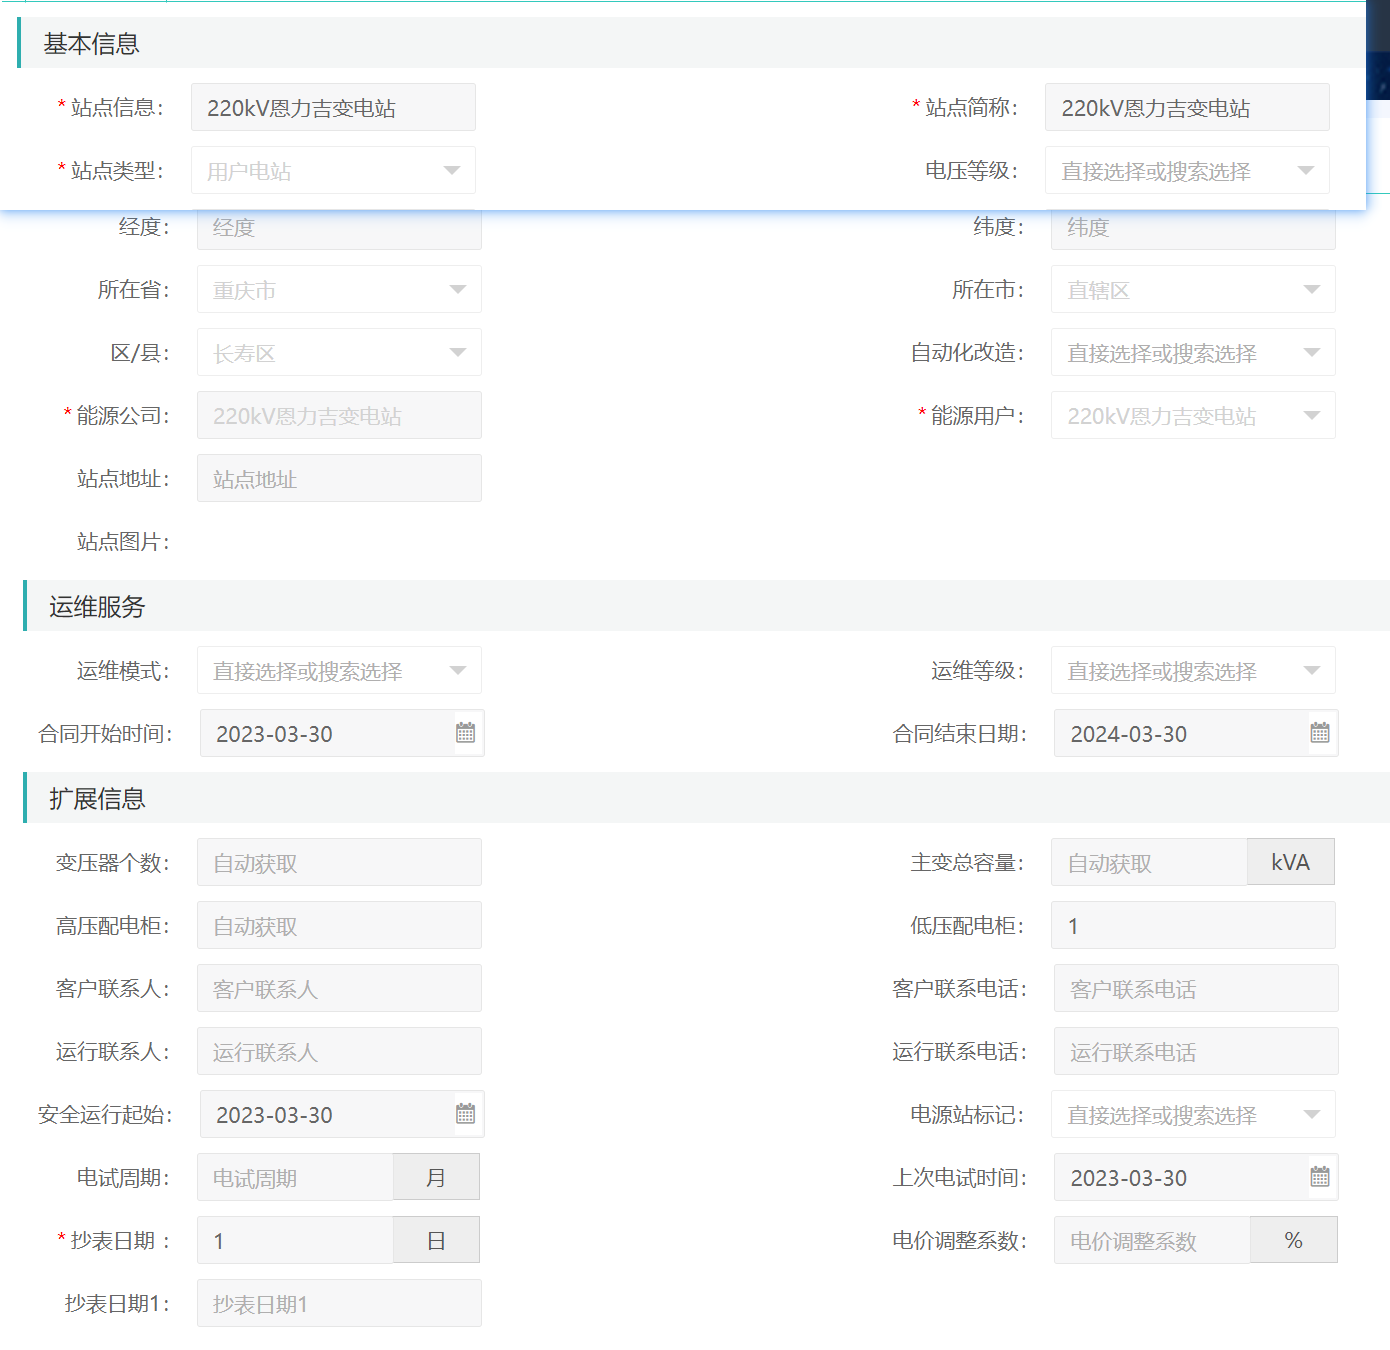 基本信息
* 站点信息： 220kV恩力吉变电站 * 站点简称： 220kV恩力吉变电站
* 站点类型： 用户电站 电压等级： 直接选择或搜索选择
经度： 经度 纬度： 纬度
所在省： 重庆市 所在市： 直辖区
区/县： 长寿区 自动化改造： 直接选择或搜索选择
* 能源公司： 220kV恩力吉变电站 * 能源用户： 220kV恩力吉变电站
站点地址： 站点地址
站点图片：
运维服务
运维模式： 直接选择或搜索选择 运维等级： 直接选择或搜索选择
合同开始时间： 2023-03-30 合同结束日期： 2024-03-30
扩展信息
变压器个数： 自动获取 主变总容量： 自动获取 kVA
高压配电柜： 自动获取 低压配电柜： 1
客户联系人： 客户联系人 客户联系电话： 客户联系电话
运行联系人： 运行联系人 运行联系电话： 运行联系电话
安全运行起始： 2023-03-30 电源站标记： 直接选择或搜索选择
电试周期： 电试周期 月 上次电试时间： 2023-03-30
* 抄表日期 ： 1 日 电价调整系数： 电价调整系数 %
抄表日期1： 抄表日期1